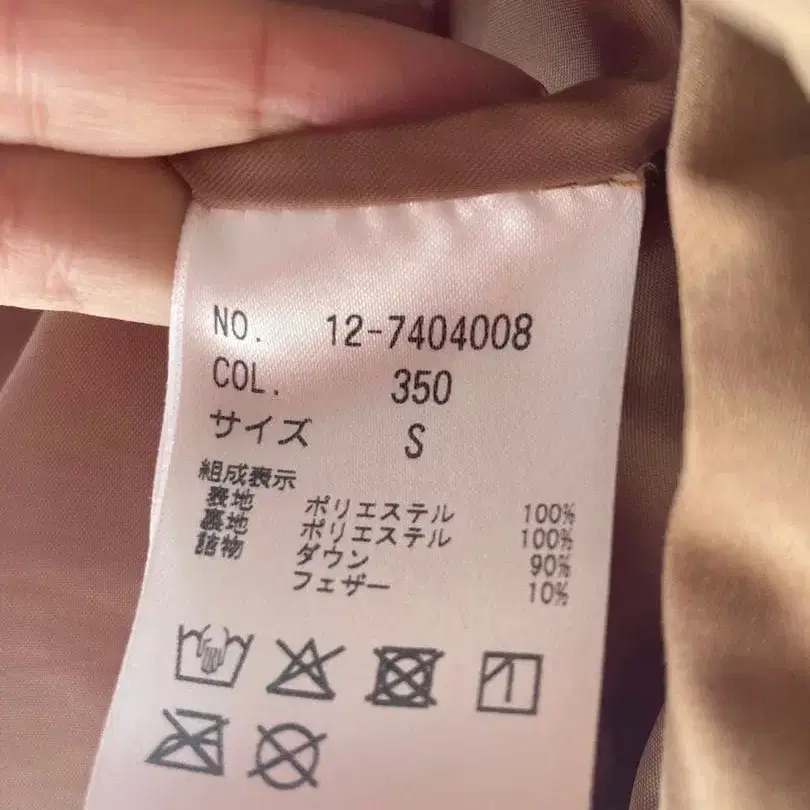 NO. 12-7404008
COL. 350
サイズ S
組成表示
表地 ポリエステル 100%
裏地 ポリエステル 100%
詰物 ダウン 90%
フェザー 10%